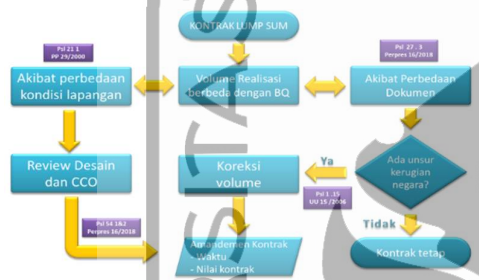 KONTRAK LUMP SUM
Psl 21 1
PP 29/2000
Psl 27 . 3
Perpres 16/2018
Akibat perbedaan
kondisi lapangan
Volume Realisasi
berbeda dengan BQ
Akibat Perbedaan
Dokumen
Review Desain
dan CCO
Koreksi
volume
Ya
Ada unsur
kerugian
negara?
Psl 1 .15
UU 15 /2006
Psl 54 1&2
Perpres 16/2018
Tidak
Amandemen Kontrak
- Waktu
- Nilai kontrak
Kontrak tetap
SITAS